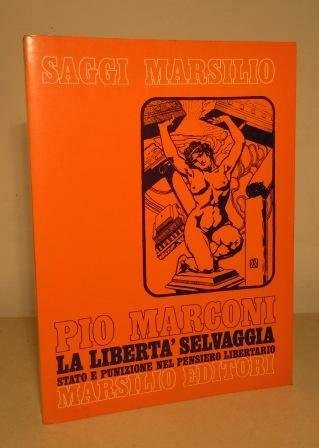 SAGGI MARSILIO
PIO MARCONI
LA LIBERTA' SELVAGGIA
STATO E PUNIZIONE NEL PENSIERO LIBERTARIO
MARSILIO EDITORI